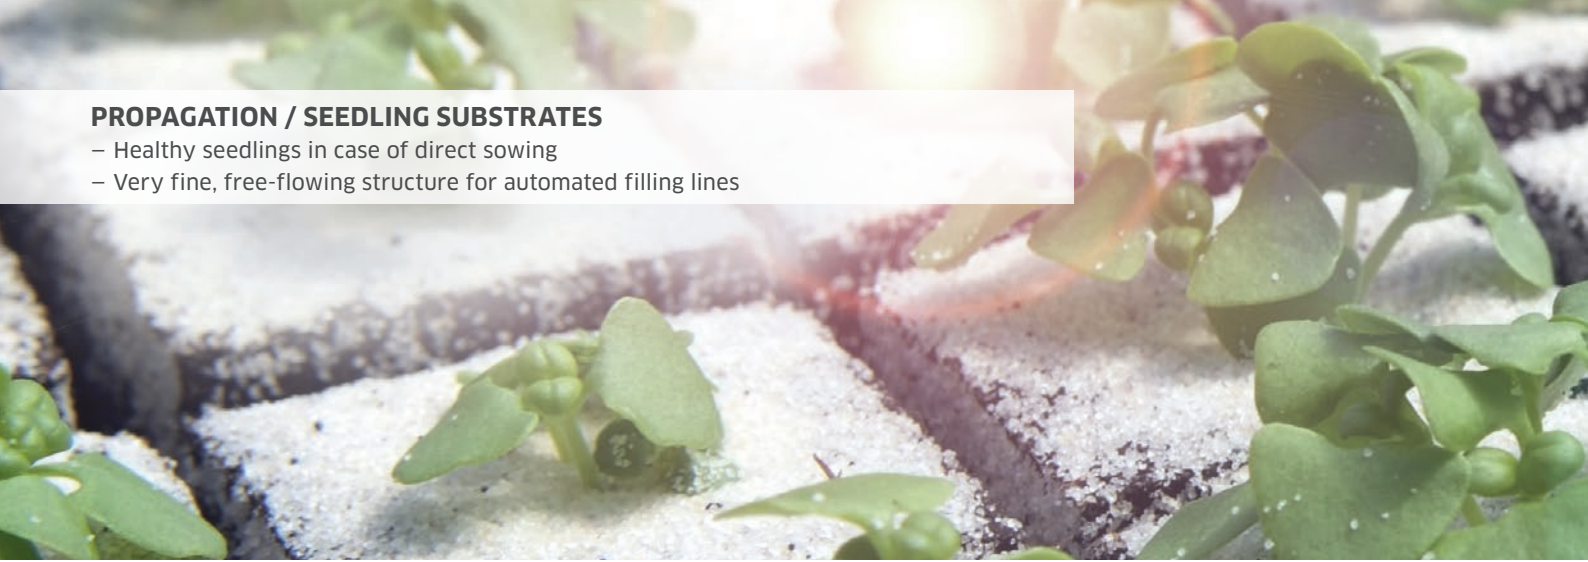 PROPAGATION / SEEDLING SUBSTRATES
– Healthy seedlings in case of direct sowing
– Very fine, free-flowing structure for automated filling lines